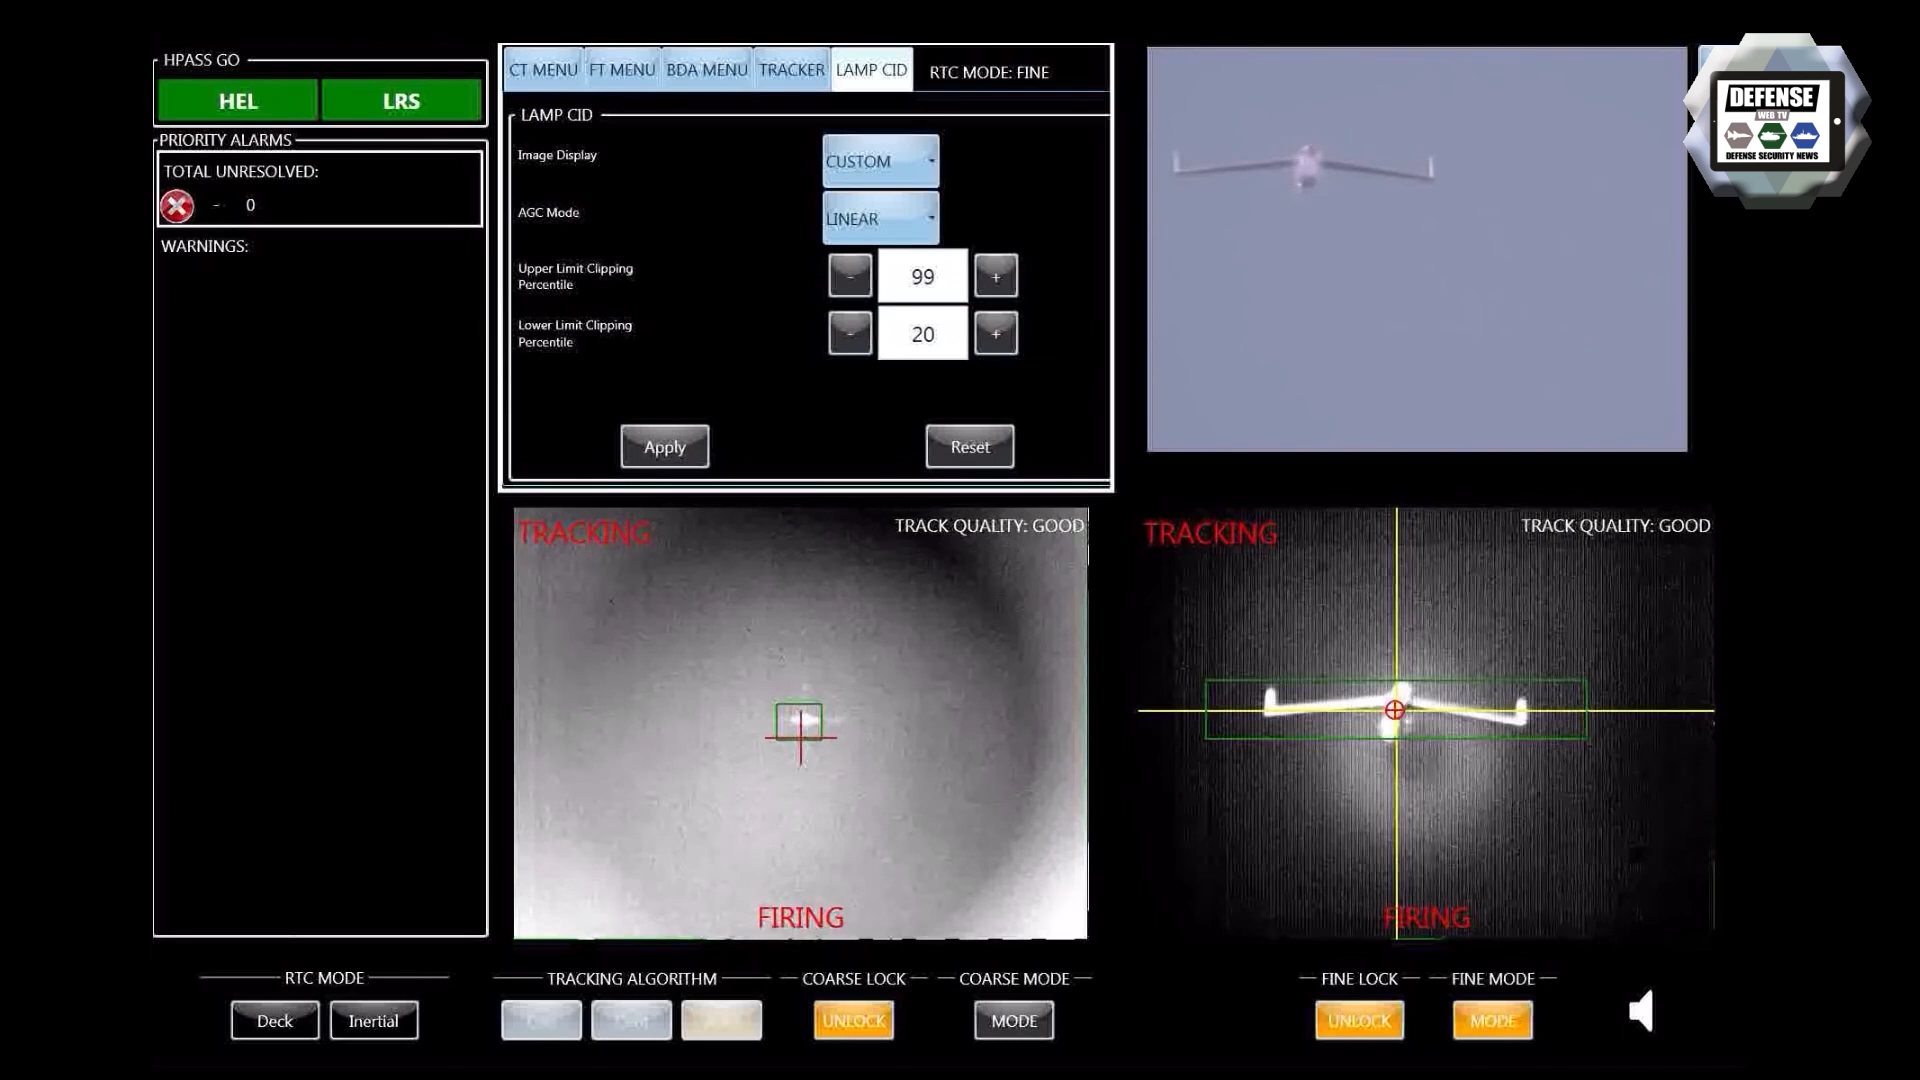 HPASS GO
HEL
LRS
PRIORITY ALARMS
TOTAL UNRESOLVED:
- 0
WARNINGS:
CT MENU
FT MENU
BDA MENU
TRACKER
LAMP CID
RTC MODE: FINE
LAMP CID
Image Display
CUSTOM
AGC Mode
LINEAR
Upper Limit Clipping
Percentile
- 99 +
Lower Limit Clipping
Percentile
- 20 +
Apply
Reset
DEFENSE
WEB TV
DEFENSE SECURITY NEWS
TRACKING
TRACK QUALITY: GOOD
FIRING
TRACKING
TRACK QUALITY: GOOD
FIRING
RTC MODE
Deck
Inertial
TRACKING ALGORITHM
COARSE LOCK
UNLOCK
COARSE MODE
MODE
FINE LOCK
UNLOCK
FINE MODE
MODE